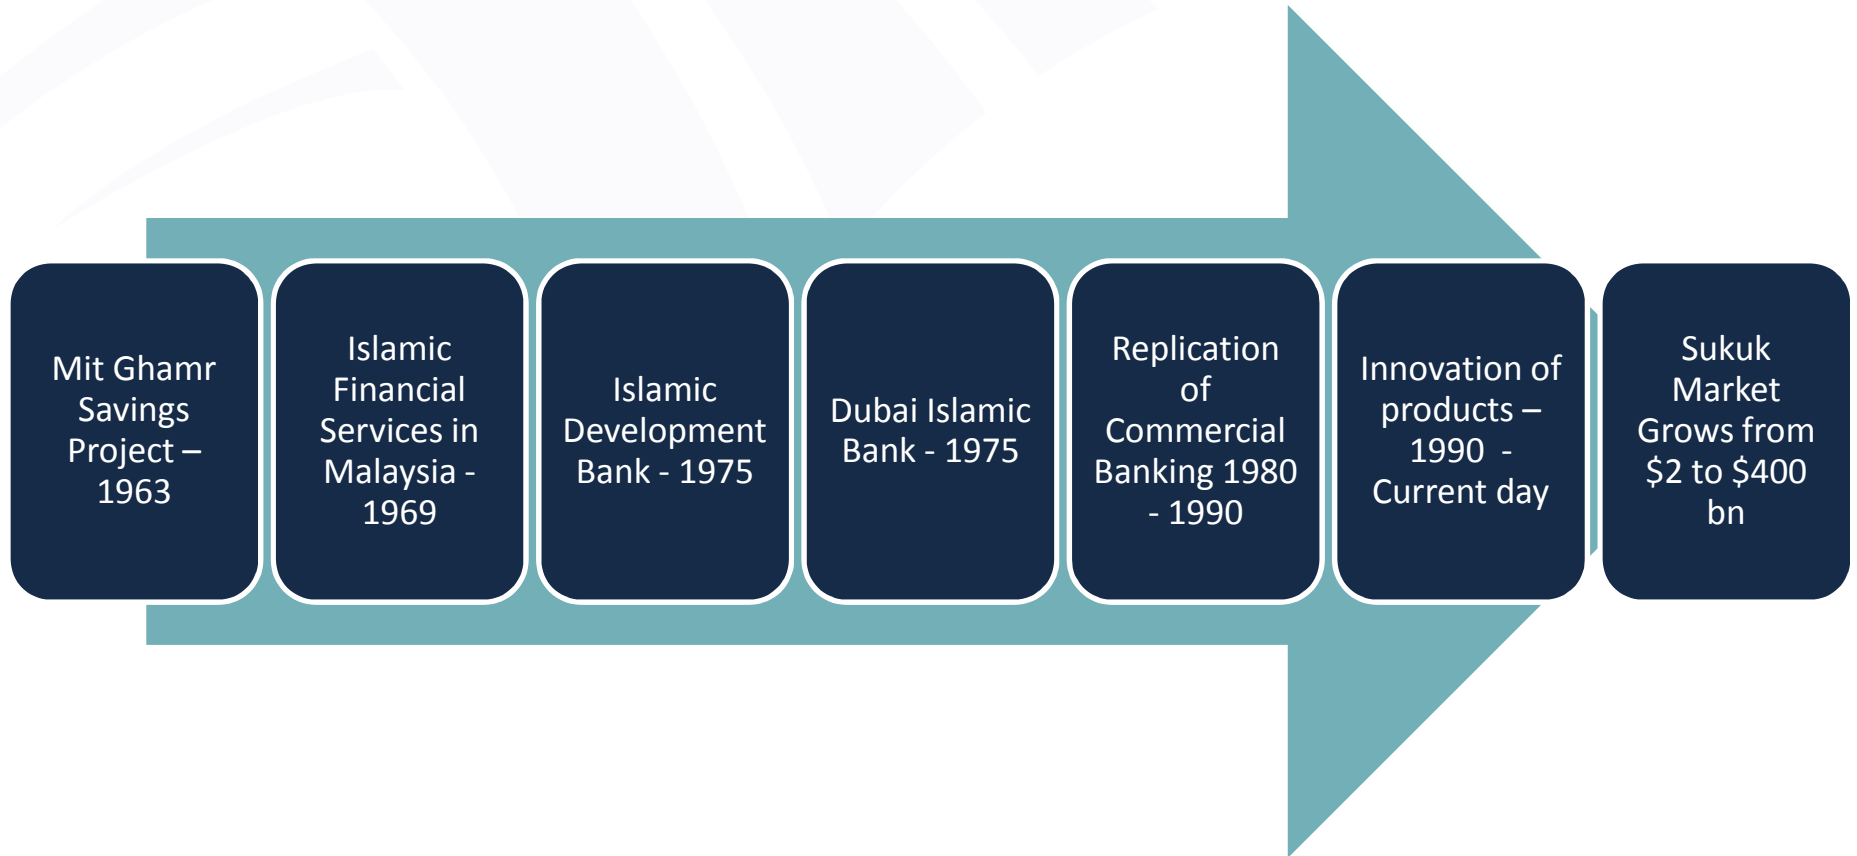 Mit Ghamr
Savings
Project –
1963
Islamic
Financial
Services in
Malaysia -
1969
Islamic
Development
Bank - 1975
Dubai Islamic
Bank - 1975
Replication
of
Commercial
Banking 1980
- 1990
Innovation of
products –
1990  -
Current day
Sukuk
Market
Grows from
$2 to $400
bn